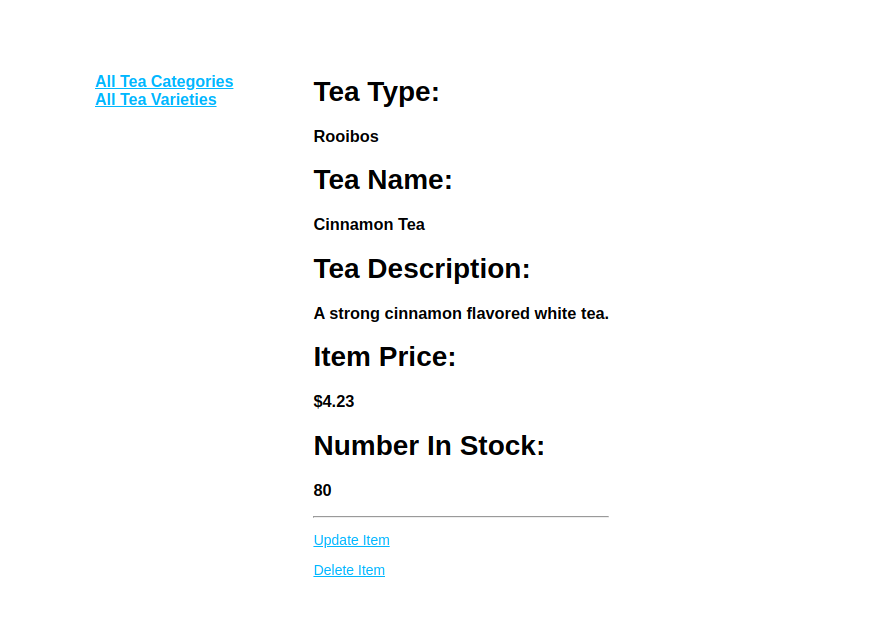 All Tea Categories
All Tea Varieties
Tea Type:
Rooibos
Tea Name:
Cinnamon Tea
Tea Description:
A strong cinnamon flavored white tea.
Item Price:
$4.23
Number In Stock:
80
Update Item
Delete Item